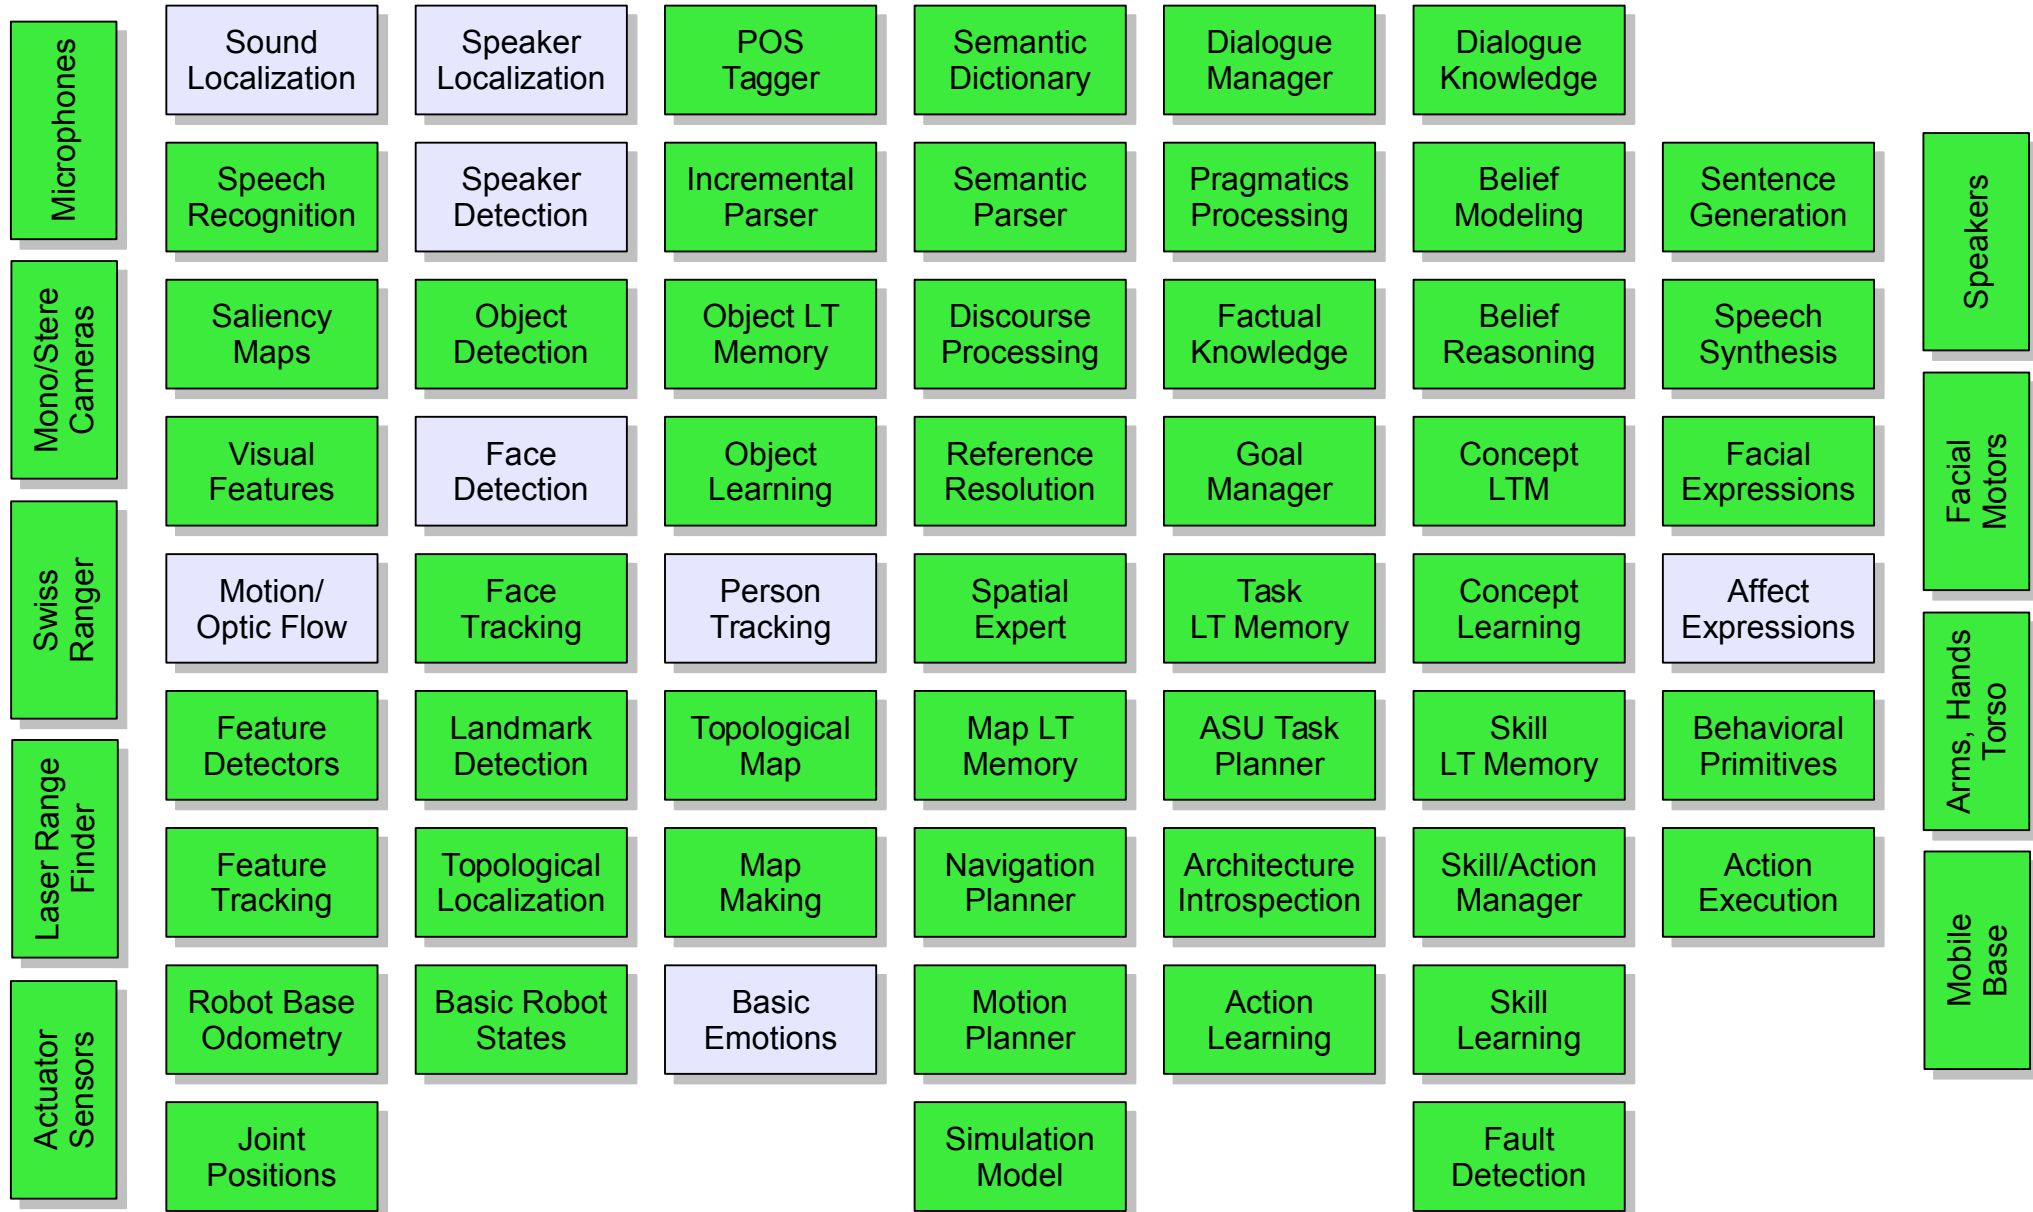 Microphones
Mono/Stere
Cameras
Swiss
Ranger
Laser Range
Finder
Actuator
Sensors
Sound
Localization
Speaker
Localization
POS
Tagger
Semantic
Dictionary
Dialogue
Manager
Dialogue
Knowledge
Speech
Recognition
Speaker
Detection
Incremental
Parser
Semantic
Parser
Pragmatics
Processing
Belief
Modeling
Sentence
Generation
Saliency
Maps
Object
Detection
Object LT
Memory
Discourse
Processing
Factual
Knowledge
Belief
Reasoning
Speech
Synthesis
Visual
Features
Face
Detection
Object
Learning
Reference
Resolution
Goal
Manager
Concept
LTM
Facial
Expressions
Motion/
Optic Flow
Face
Tracking
Person
Tracking
Spatial
Expert
Task
LT Memory
Concept
Learning
Affect
Expressions
Feature
Detectors
Landmark
Detection
Topological
Map
Map LT
Memory
ASU Task
Planner
Skill
LT Memory
Behavioral
Primitives
Feature
Tracking
Topological
Localization
Map
Making
Navigation
Planner
Architecture
Introspection
Skill/Action
Manager
Action
Execution
Robot Base
Odometry
Basic Robot
States
Basic
Emotions
Motion
Planner
Action
Learning
Skill
Learning
Joint
Positions
Simulation
Model
Fault
Detection
Speakers
Facial
Motors
Arms, Hands
Torso
Mobile
Base